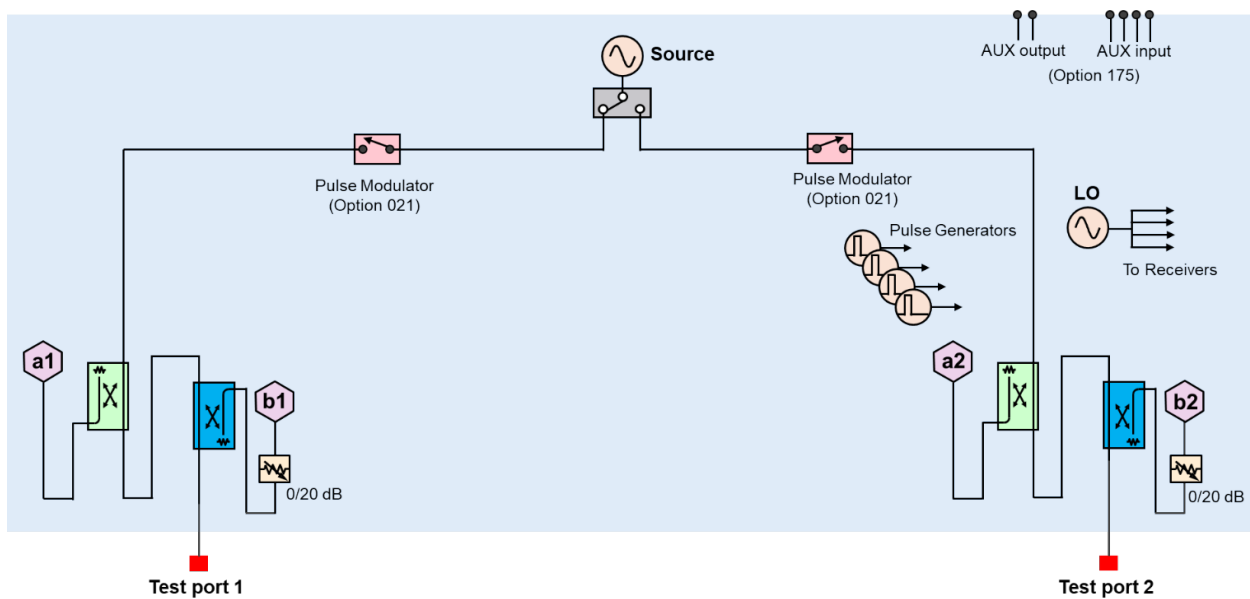 Source
AUX output
AUX input
(Option 175)
Pulse Modulator
(Option 021)
Pulse Modulator
(Option 021)
LO
Pulse Generators
To Receivers
a1
b1
0/20 dB
a2
b2
0/20 dB
Test port 1
Test port 2